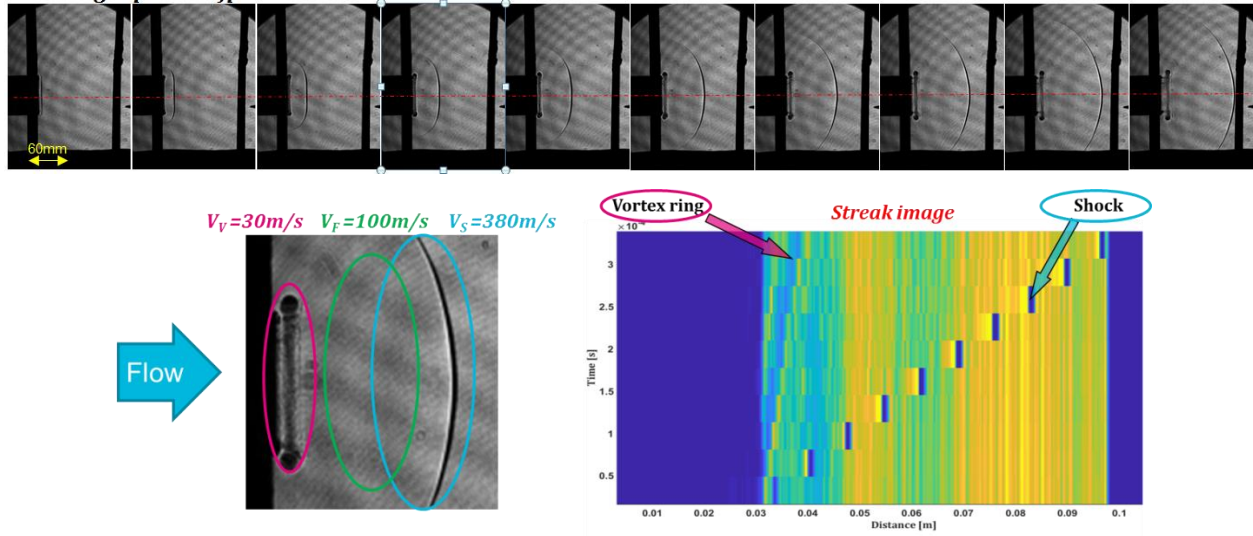 60mm
V_V =30m/s V_F =100m/s V_S =380m/s
Vortex ring
Streak image
Shock
Flow
×10⁻⁴
3
2.5
2
1.5
1
0.5
Time [s]
0.01 0.02 0.03 0.04 0.05 0.06 0.07 0.08 0.09 0.1
Distance [m]